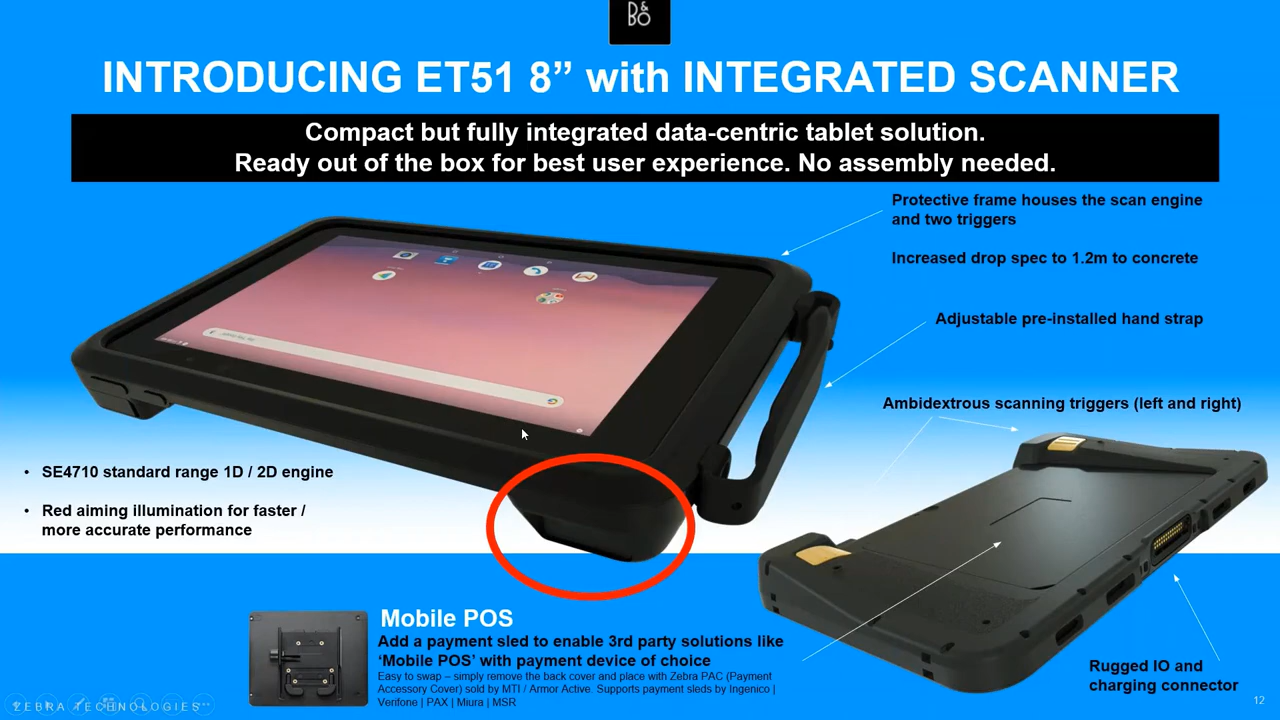 B&
BO
INTRODUCING ET51 8” with INTEGRATED SCANNER
Compact but fully integrated data-centric tablet solution.
Ready out of the box for best user experience. No assembly needed.
Protective frame houses the scan engine
and two triggers
Increased drop spec to 1.2m to concrete
Adjustable pre-installed hand strap
Ambidextrous scanning triggers (left and right)
• SE4710 standard range 1D / 2D engine
• Red aiming illumination for faster /
more accurate performance
Mobile POS
Add a payment sled to enable 3rd party solutions like
‘Mobile POS’ with payment device of choice
Easy to swap – simply remove the back cover and place with Zebra PAC (Payment
Accessory Cover) sold by MTI / Armor Active. Supports payment sleds by Ingenico |
Verifone | PAX | Miura | MSR
Rugged IO and
charging connector
ZEBRA TECHNOLOGIES
12